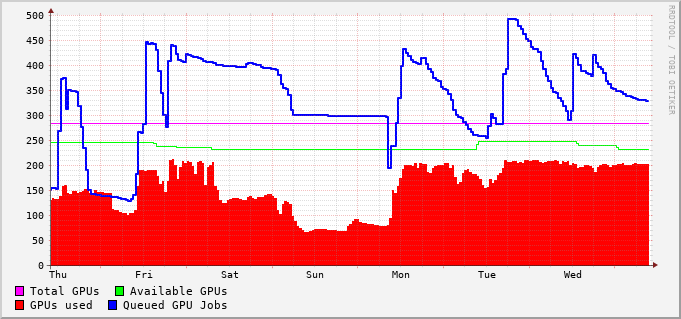 500
450
400
350
300
250
200
150
100
50
0
Thu Fri Sat Sun Mon Tue Wed
Total GPUs Available GPUs
GPUs used Queued GPU Jobs
RRDTOOL / TOBI OETIKER